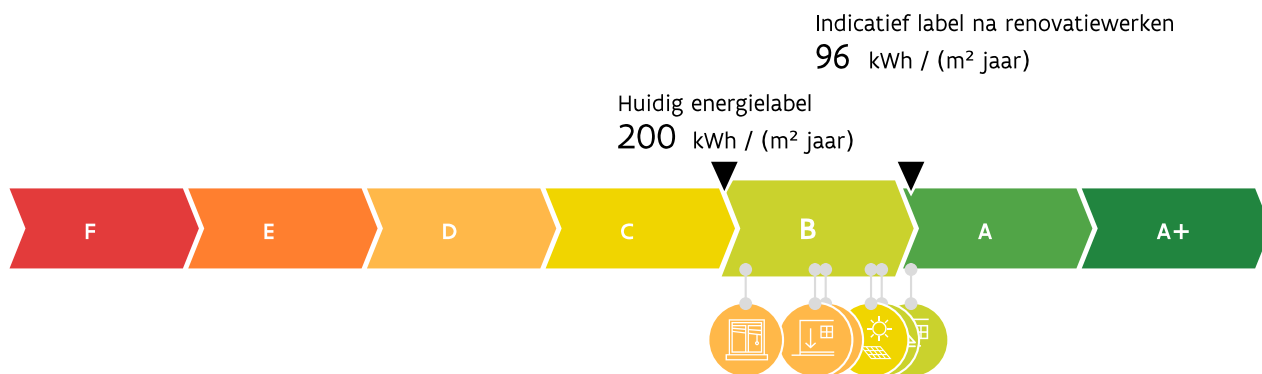 Indicatief label na renovatiewerken
96 kWh / (m² jaar)
Huidig energielabel
200 kWh / (m² jaar)
F E D C B A A+